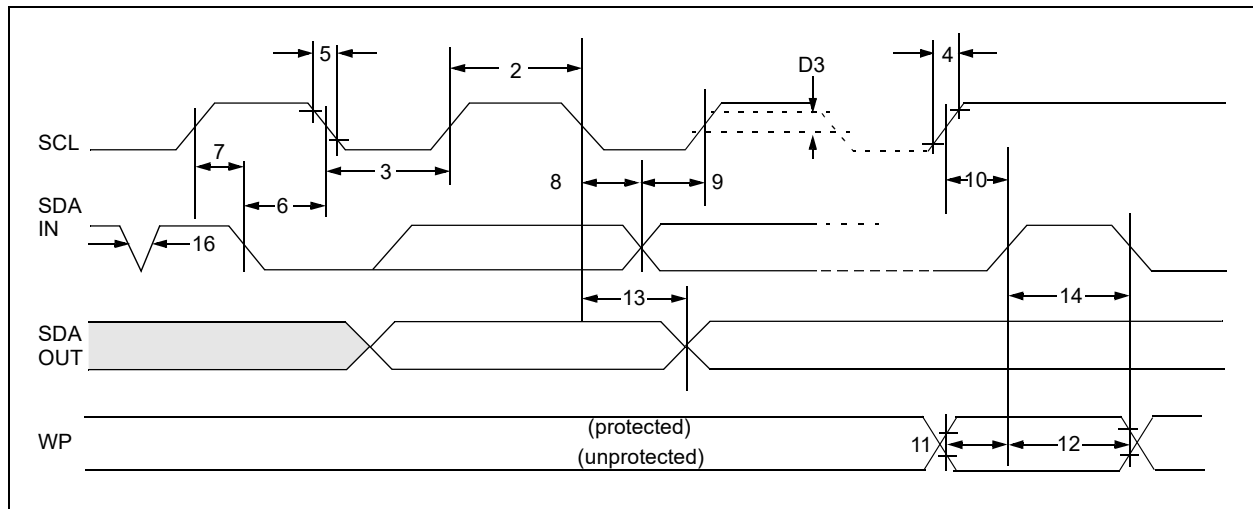 5
2
D3
4
SCL
7
3
8
9
10
SDA
IN
6
16
13
14
SDA
OUT
WP
(protected)
(unprotected)
11
12